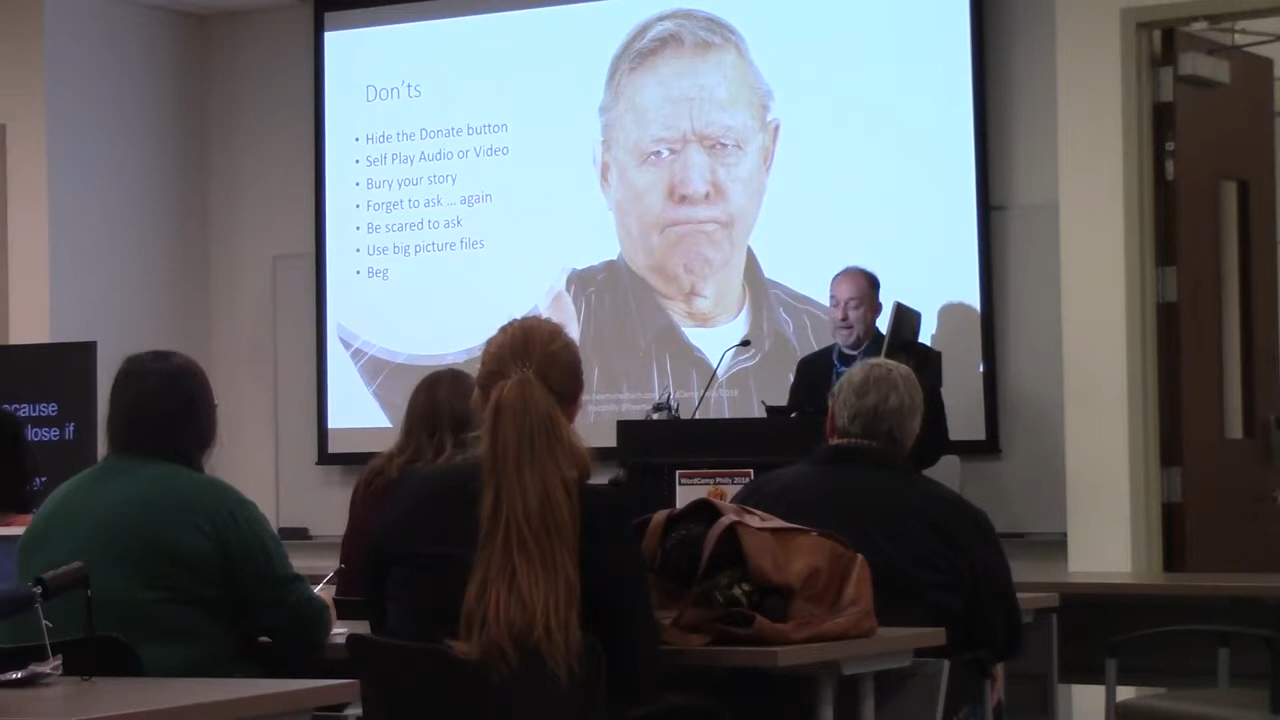 Don'ts
• Hide the Donate button
• Self Play Audio or Video
• Bury your story
• Forget to ask ... again
• Be scared to ask
• Use big picture files
• Beg
WordCamp Philly 2018
ecause
lose if